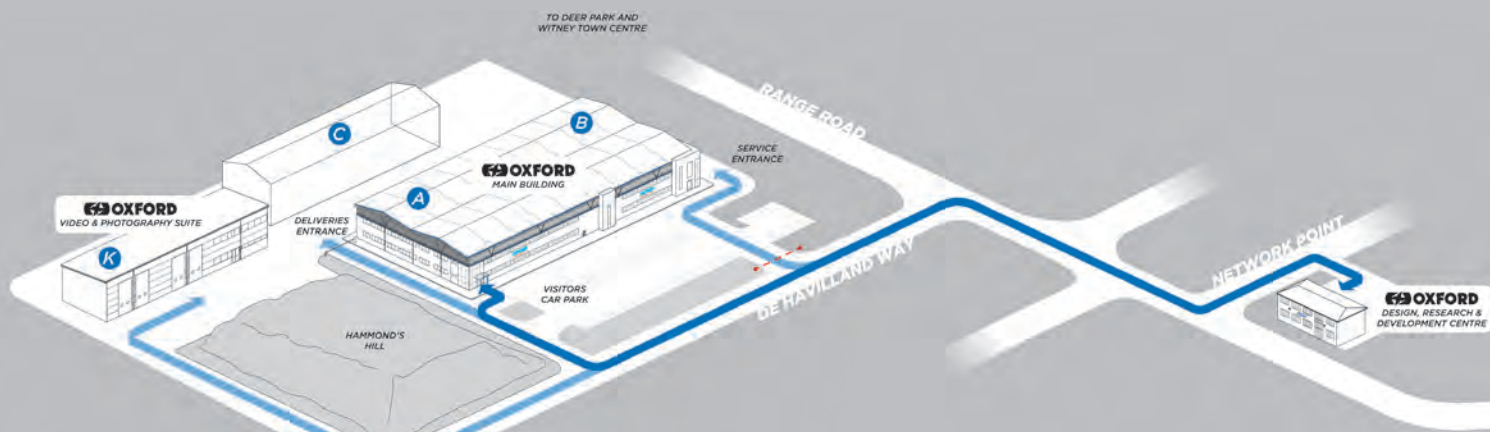 TO DEER PARK AND
WITNEY TOWN CENTRE
RANGE ROAD
C
B
SERVICE
ENTRANCE
OXFORD
MAIN BUILDING
A
OXFORD
VIDEO & PHOTOGRAPHY SUITE
DELIVERIES
ENTRANCE
K
VISITORS
CAR PARK
DE HAVILLAND WAY
NETWORK POINT
OXFORD
DESIGN, RESEARCH &
DEVELOPMENT CENTRE
HAMMOND'S
HILL